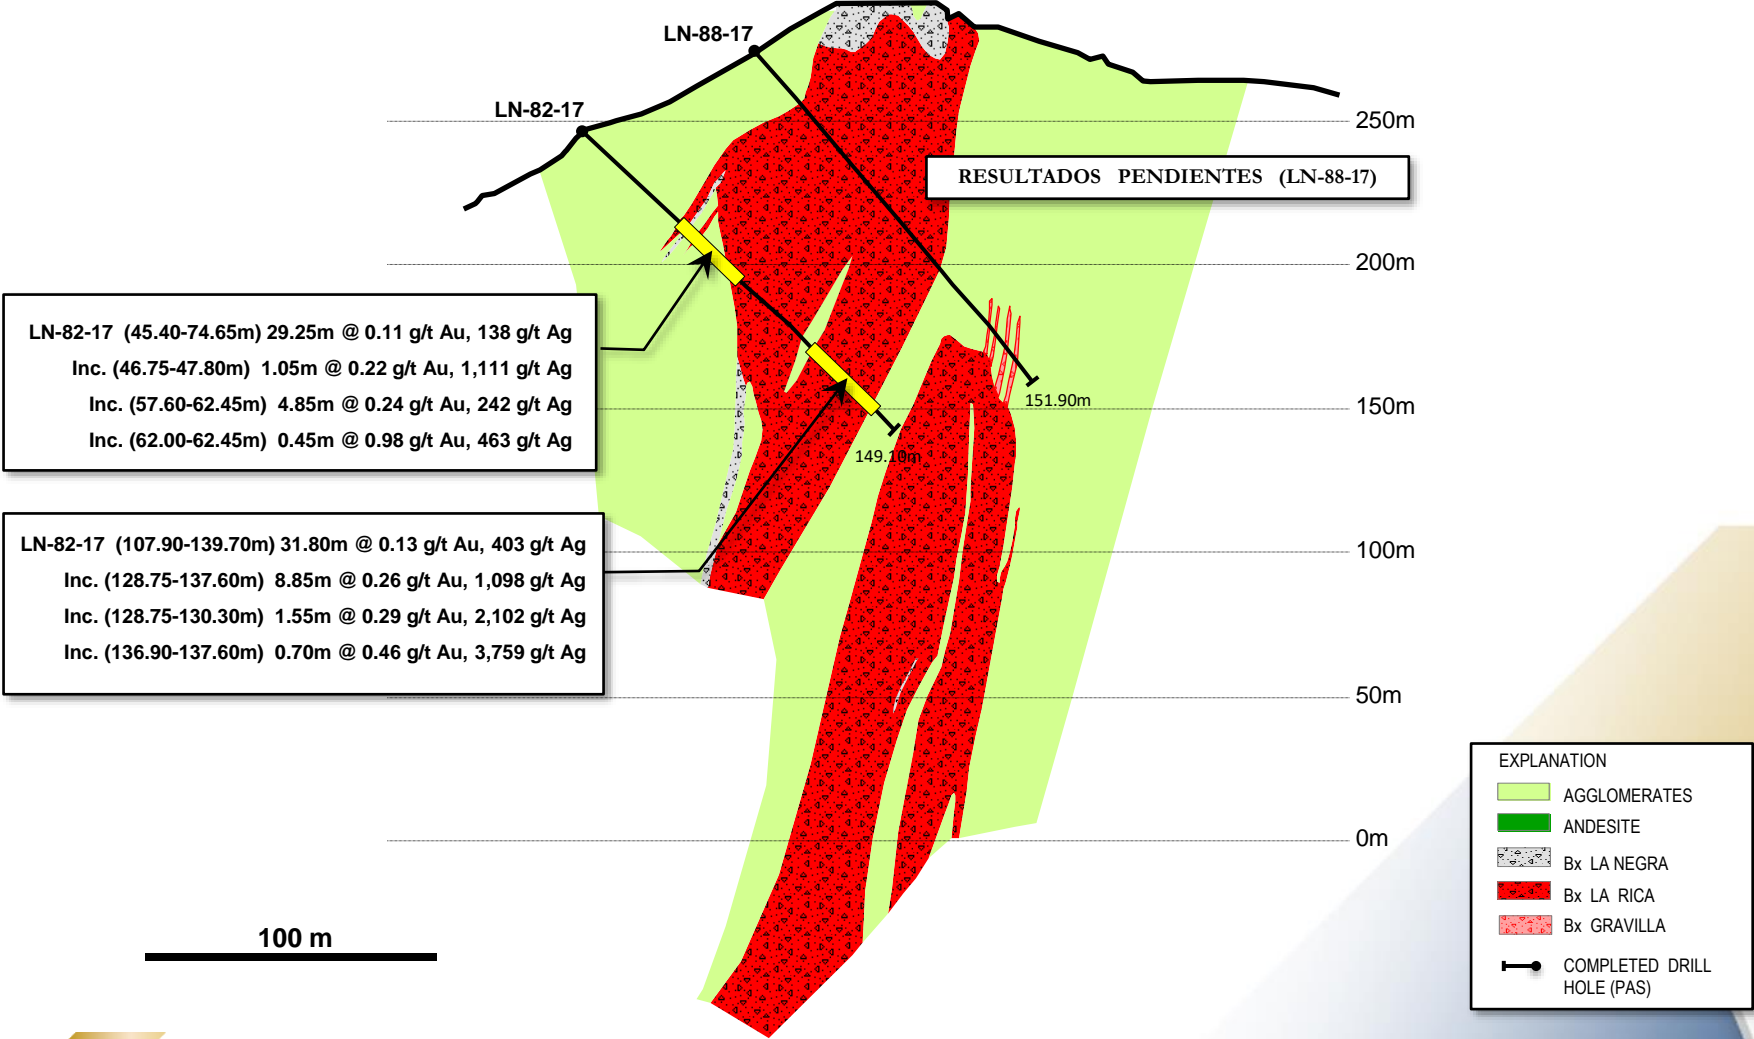 LN-88-17
LN-82-17
250m
RESULTADOS PENDIENTES (LN-88-17)
200m
LN-82-17 (45.40-74.65m) 29.25m @ 0.11 g/t Au, 138 g/t Ag
Inc. (46.75-47.80m) 1.05m @ 0.22 g/t Au, 1,111 g/t Ag
Inc. (57.60-62.45m) 4.85m @ 0.24 g/t Au, 242 g/t Ag
Inc. (62.00-62.45m) 0.45m @ 0.98 g/t Au, 463 g/t Ag
151.90m
150m
149.10m
LN-82-17 (107.90-139.70m) 31.80m @ 0.13 g/t Au, 403 g/t Ag
Inc. (128.75-137.60m) 8.85m @ 0.26 g/t Au, 1,098 g/t Ag
Inc. (128.75-130.30m) 1.55m @ 0.29 g/t Au, 2,102 g/t Ag
Inc. (136.90-137.60m) 0.70m @ 0.46 g/t Au, 3,759 g/t Ag
100m
50m
0m
100 m
EXPLANATION
AGGLOMERATES
ANDESITE
Bx LA NEGRA
Bx LA RICA
Bx GRAVILLA
COMPLETED DRILL
HOLE (PAS)